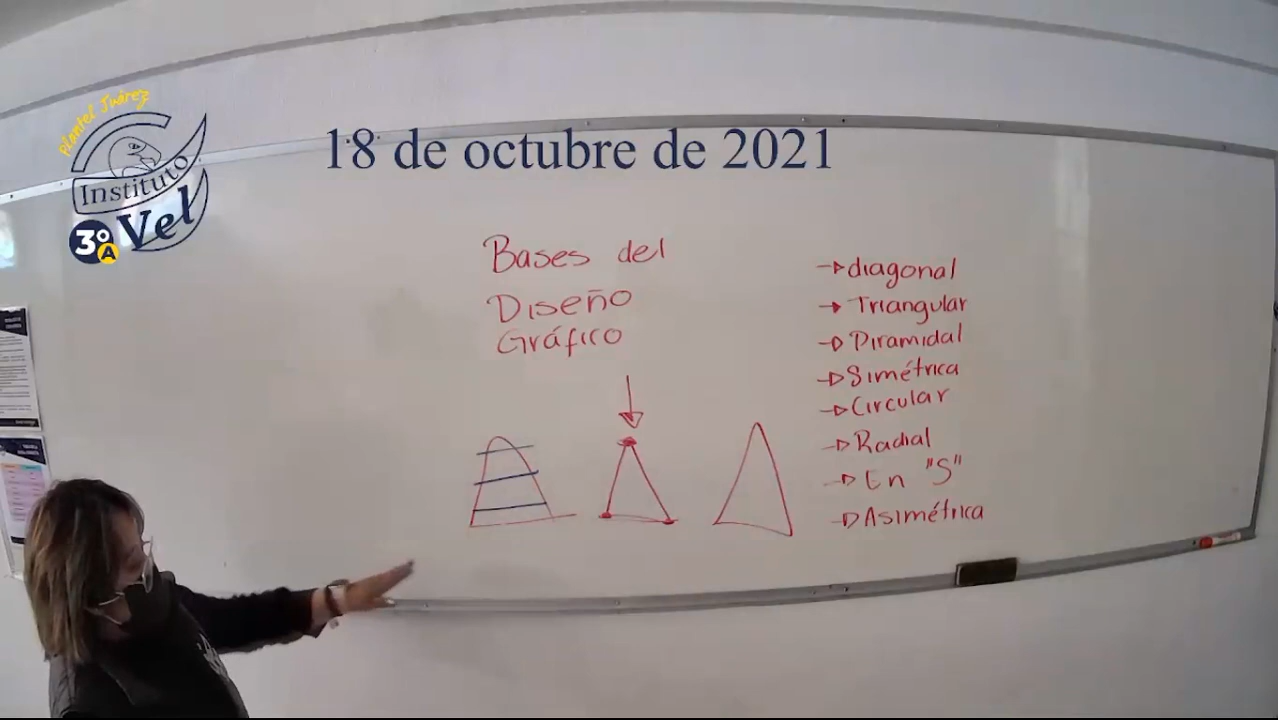 Plantel Juárez
Instituto
Vel
3º
A
18 de octubre de 2021
Bases del
Diseño
Gráfico
diagonal
Triangular
Piramidal
Simétrica
Circular
Radial
En "S"
Asimétrica